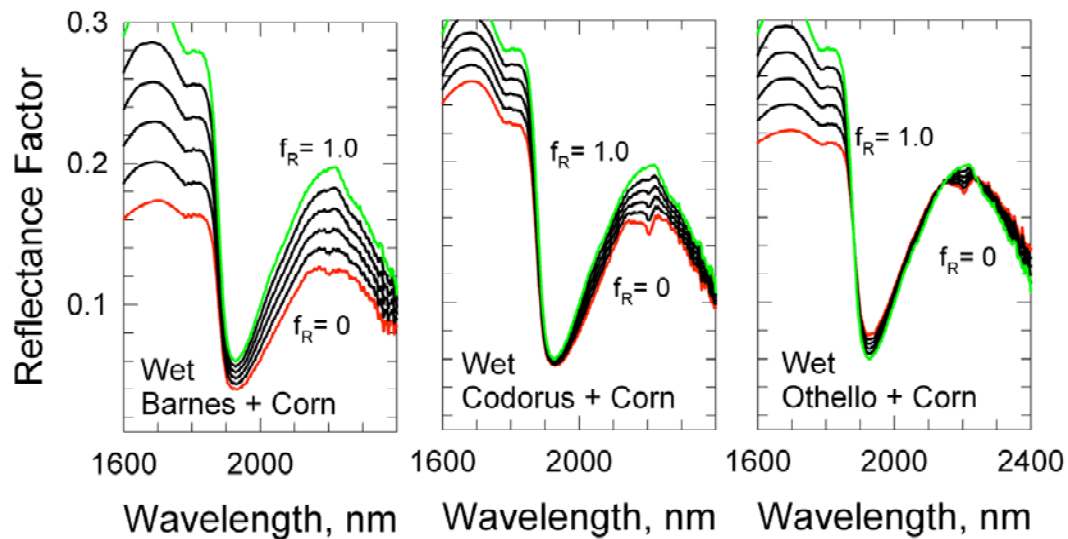 Reflectance Factor
0.3
0.2
0.1
f_R= 1.0
f_R= 0
Wet
Barnes + Corn
1600 2000
Wavelength, nm
f_R= 1.0
f_R= 0
Wet
Codorus + Corn
1600 2000
Wavelength, nm
f_R= 1.0
f_R= 0
Wet
Othello + Corn
1600 2000 2400
Wavelength, nm